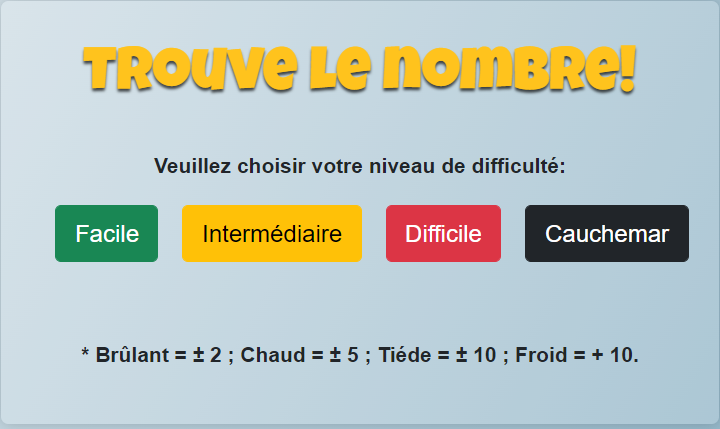 Trouve le nombre!
Veuillez choisir votre niveau de difficulté:
Facile Intermédiaire Difficile Cauchemar
* Brûlant = ± 2 ; Chaud = ± 5 ; Tiéde = ± 10 ; Froid = + 10.